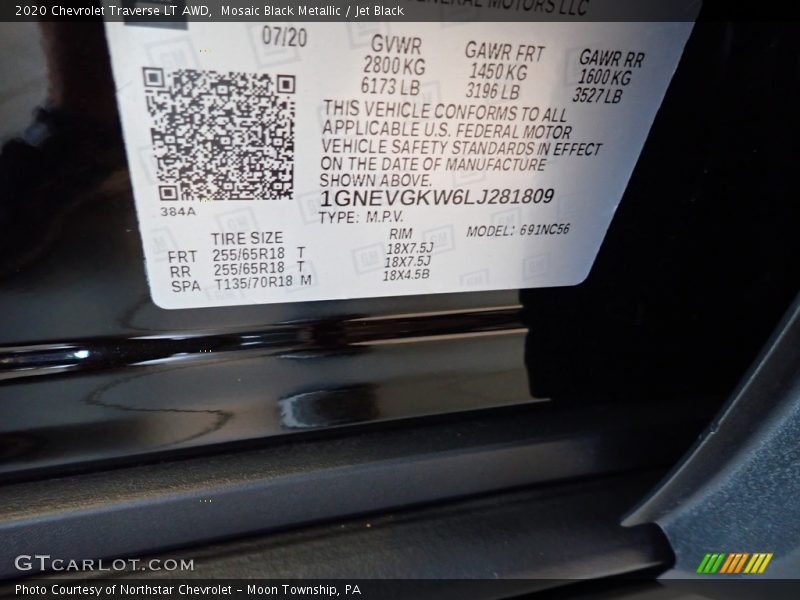 2020 Chevrolet Traverse LT AWD, Mosaic Black Metallic / Jet Black
GENERAL MOTORS LLC
07/20
GVWR GAWR FRT GAWR RR
2800 KG 1450 KG 1600 KG
6173 LB 3196 LB 3527 LB
THIS VEHICLE CONFORMS TO ALL
APPLICABLE U.S. FEDERAL MOTOR
VEHICLE SAFETY STANDARDS IN EFFECT
ON THE DATE OF MANUFACTURE
SHOWN ABOVE.
1GNEVGKW6LJ281809
384A
TYPE: M.P.V. MODEL: 691NC56
TIRE SIZE RIM
FRT 255/65R18 T 18X7.5J
RR 255/65R18 T 18X7.5J
SPA T135/70R18 M 18X4.5B
GTCARLOT.COM
Photo Courtesy of Northstar Chevrolet - Moon Township, PA